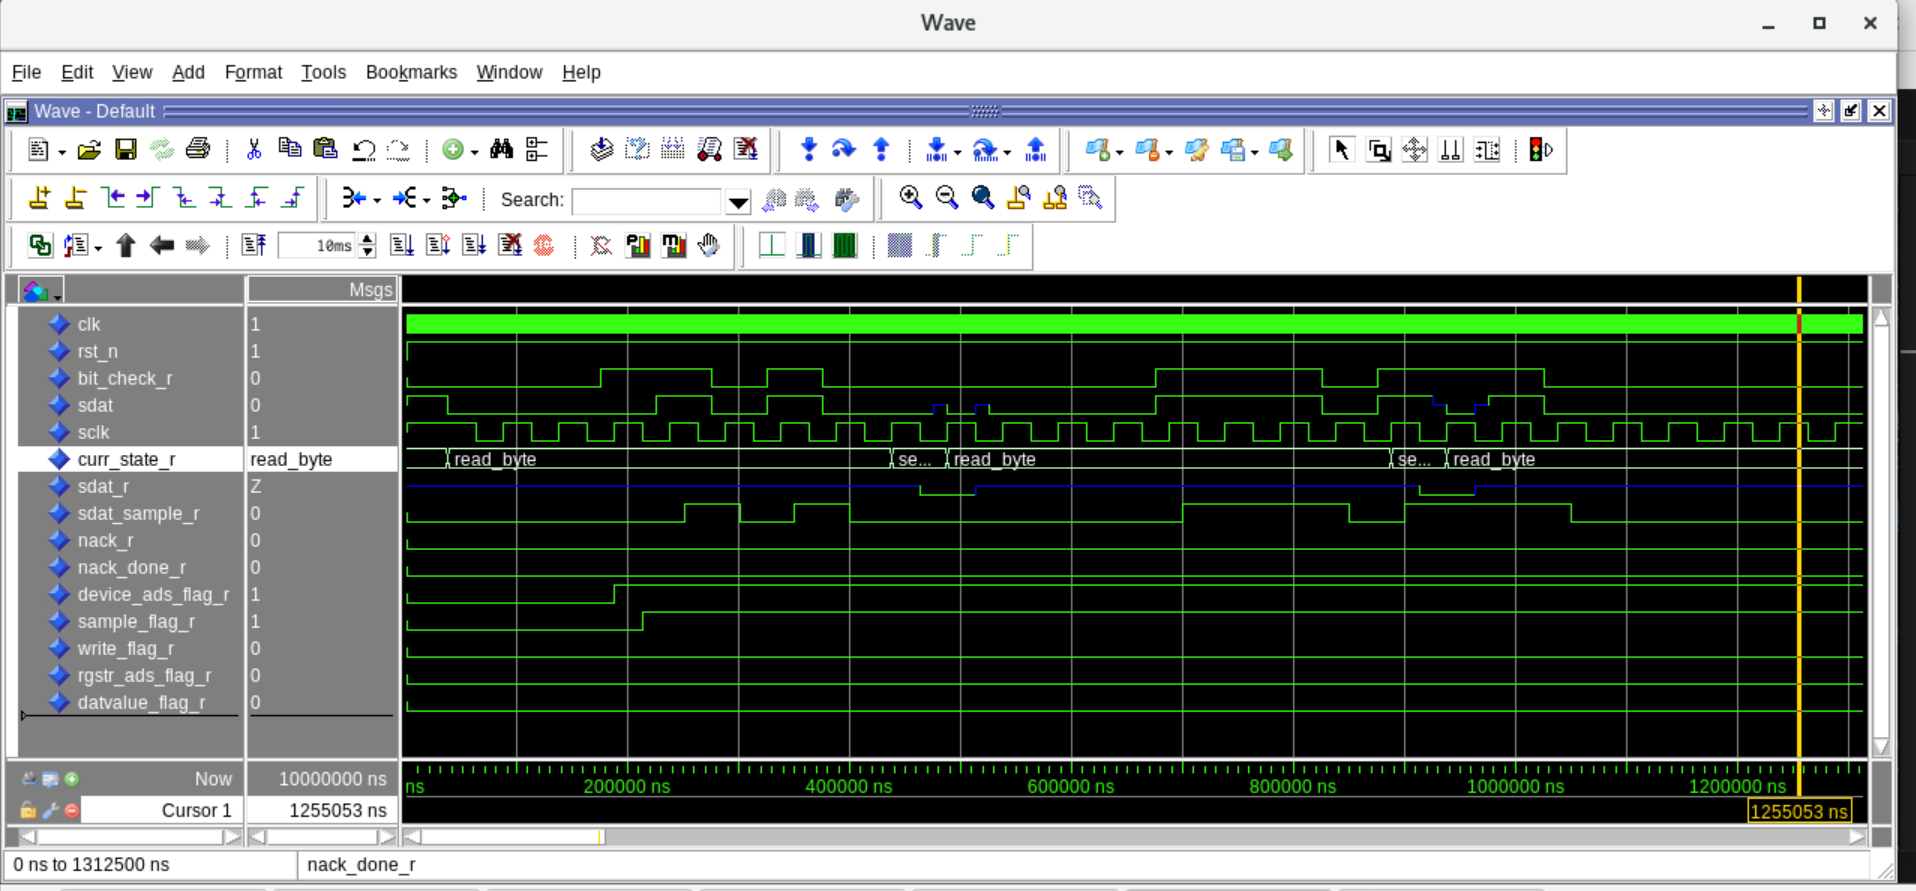 Wave
File Edit View Add Format Tools Bookmarks Window Help
Wave - Default
Search:
10ms
Msgs
clk 1
rst_n 1
bit_check_r 0
sdat 0
sclk 1
curr_state_r read_byte read_byte se... read_byte se... read_byte
sdat_r Z
sdat_sample_r 0
nack_r 0
nack_done_r 0
device_ads_flag_r 1
sample_flag_r 1
write_flag_r 0
rgstr_ads_flag_r 0
datvalue_flag_r 0
Now 10000000 ns ns 200000 ns 400000 ns 600000 ns 800000 ns 1000000 ns 1200000 ns
Cursor 1 1255053 ns 1255053 ns
0 ns to 1312500 ns nack_done_r